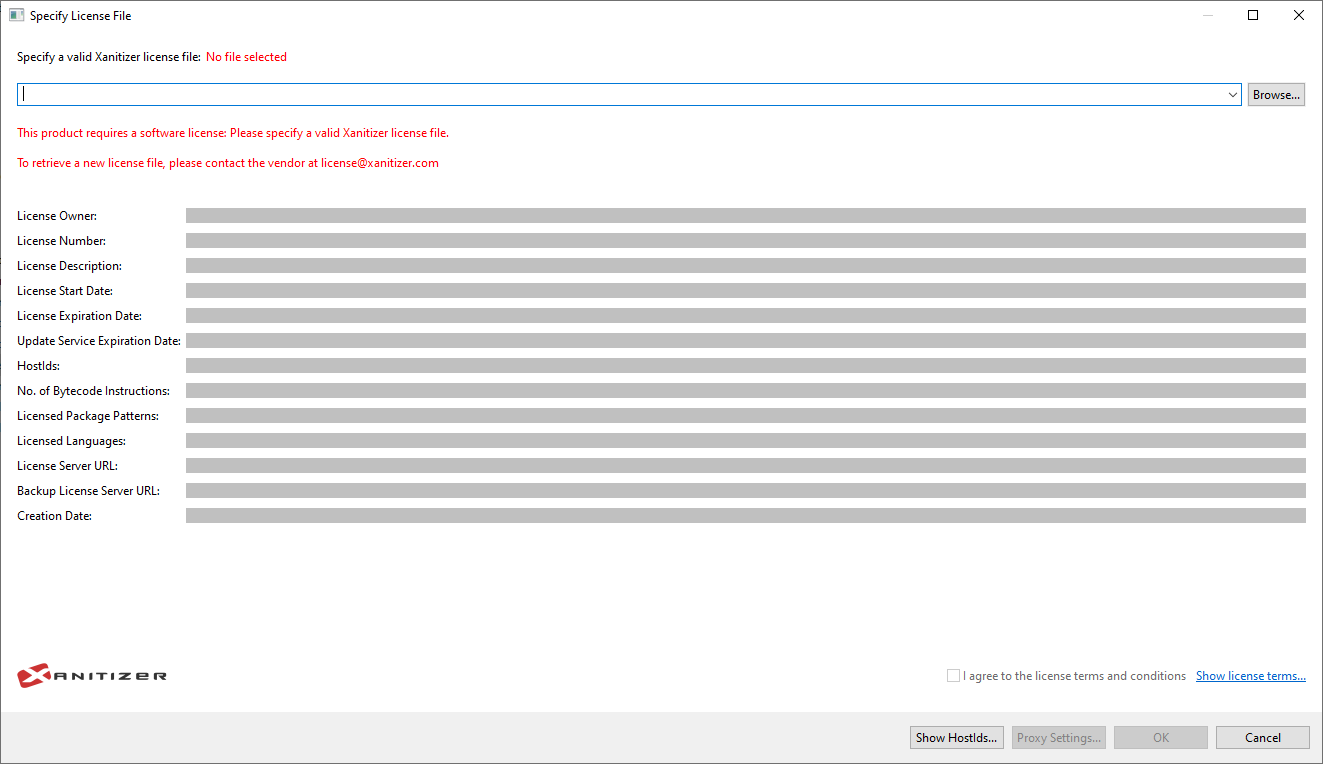 Specify License File
Specify a valid Xanitizer license file: No file selected
Browse...
This product requires a software license: Please specify a valid Xanitizer license file.
To retrieve a new license file, please contact the vendor at license@xanitizer.com
License Owner:
License Number:
License Description:
License Start Date:
License Expiration Date:
Update Service Expiration Date:
HostIds:
No. of Bytecode Instructions:
Licensed Package Patterns:
Licensed Languages:
License Server URL:
Backup License Server URL:
Creation Date:
XANITIZER I agree to the license terms and conditions Show license terms...
Show HostIds... Proxy Settings... OK Cancel